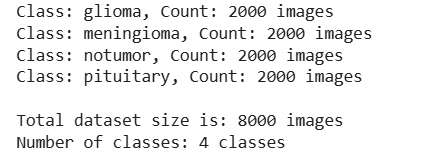 Class: glioma, Count: 2000 images
Class: meningioma, Count: 2000 images
Class: notumor, Count: 2000 images
Class: pituitary, Count: 2000 images
Total dataset size is: 8000 images
Number of classes: 4 classes